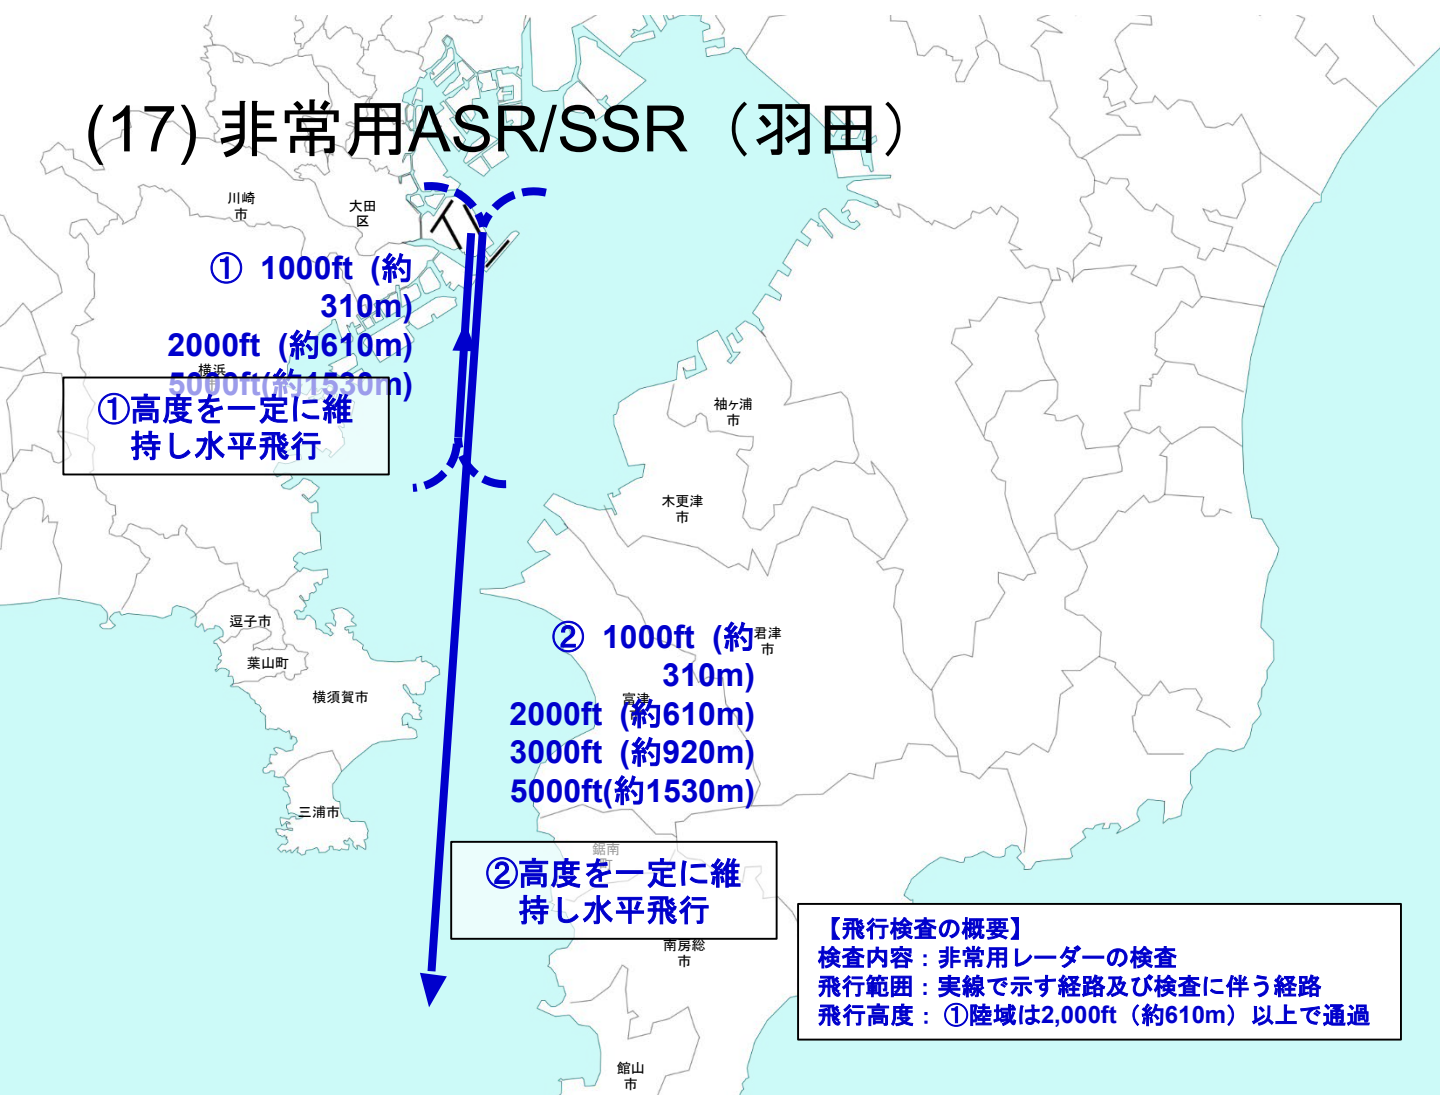 (17) 非常用ASR/SSR（羽田）
川崎
市
大田
区
① 1000ft (約
310m)
2000ft (約610m)
5000ft(約1530m)
横浜
①高度を一定に維
持し水平飛行
袖ヶ浦
市
木更津
市
逗子市
葉山町
横須賀市
三浦市
君津
市
② 1000ft (約
310m)
富津
2000ft (約610m)
3000ft (約920m)
5000ft(約1530m)
鋸南
町
②高度を一定に維
持し水平飛行
南房総
市
館山
市
【飛行検査の概要】
検査内容：非常用レーダーの検査
飛行範囲：実線で示す経路及び検査に伴う経路
飛行高度：①陸域は2,000ft（約610m）以上で通過